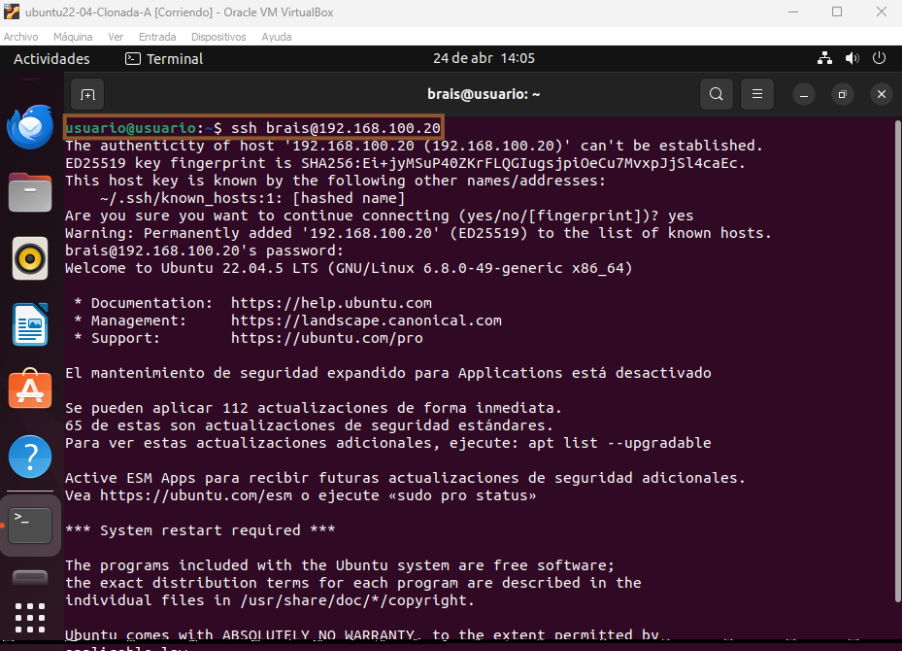 ubuntu22-04-Clonada-A [Corriendo] - Oracle VM VirtualBox
Archivo Máquina Ver Entrada Dispositivos Ayuda
Actividades Terminal 24 de abr 14:05
brais@usuario: ~
usuario@usuario:~$ ssh brais@192.168.100.20
The authenticity of host '192.168.100.20 (192.168.100.20)' can't be established.
ED25519 key fingerprint is SHA256:Ei+jyMSuP40ZKrFLQGIugsjpiOeCu7MvxpJjSl4caEc.
This host key is known by the following other names/addresses:
~/.ssh/known_hosts:1: [hashed name]
Are you sure you want to continue connecting (yes/no/[fingerprint])? yes
Warning: Permanently added '192.168.100.20' (ED25519) to the list of known hosts.
brais@192.168.100.20's password:
Welcome to Ubuntu 22.04.5 LTS (GNU/Linux 6.8.0-49-generic x86_64)
* Documentation: https://help.ubuntu.com
* Management: https://landscape.canonical.com
* Support: https://ubuntu.com/pro
El mantenimiento de seguridad expandido para Applications está desactivado
Se pueden aplicar 112 actualizaciones de forma inmediata.
65 de estas son actualizaciones de seguridad estándares.
Para ver estas actualizaciones adicionales, ejecute: apt list --upgradable
Active ESM Apps para recibir futuras actualizaciones de seguridad adicionales.
Vea https://ubuntu.com/esm o ejecute «sudo pro status»
*** System restart required ***
The programs included with the Ubuntu system are free software;
the exact distribution terms for each program are described in the
individual files in /usr/share/doc/*/copyright.
Ubuntu comes with ABSOLUTELY NO WARRANTY, to the extent permitted by
applicable law.